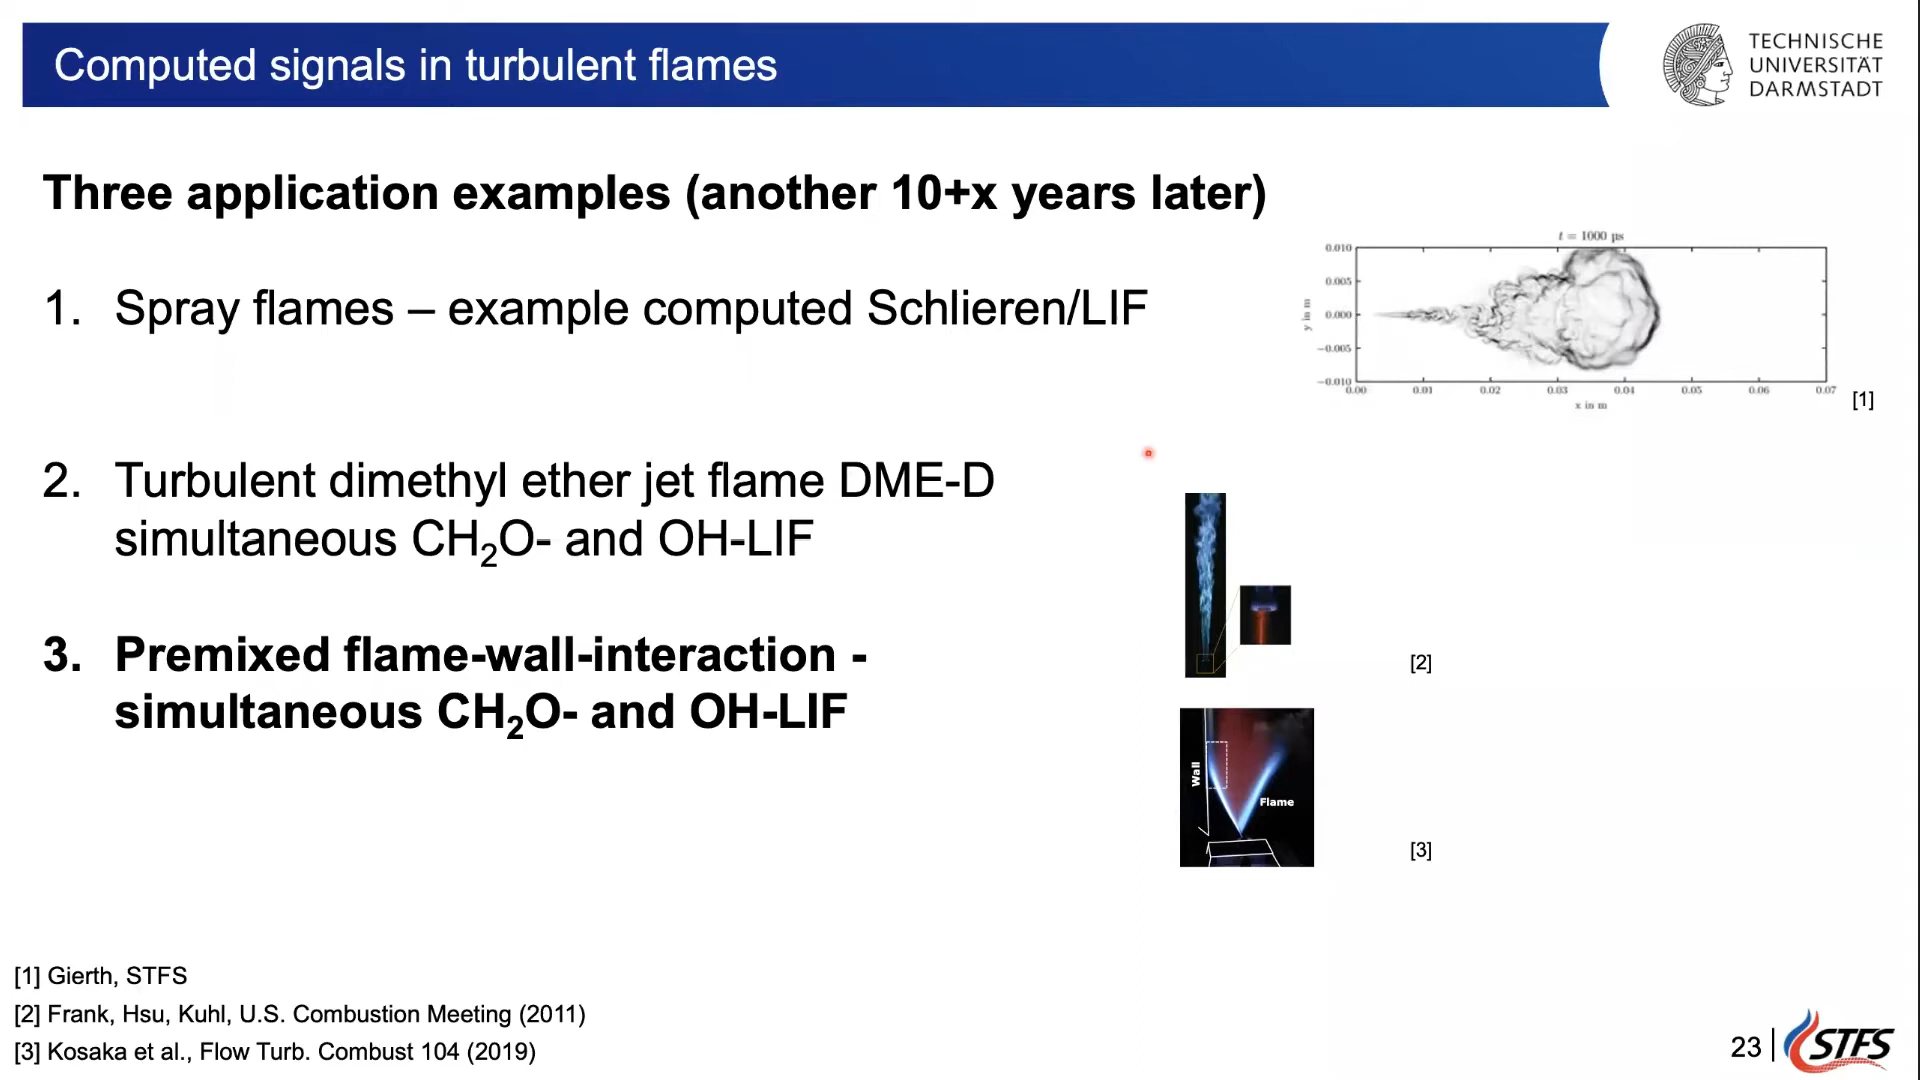 Computed signals in turbulent flames
TECHNISCHE
UNIVERSITÄT
DARMSTADT
Three application examples (another 10+x years later)
1. Spray flames – example computed Schlieren/LIF
t = 1000 µs
0.010
0.005
0.000
−0.005
−0.010
y in m
0.00 0.01 0.02 0.03 0.04 0.05 0.06 0.07
x in m
[1]
2. Turbulent dimethyl ether jet flame DME-D
simultaneous CH₂O- and OH-LIF
[2]
3. Premixed flame-wall-interaction -
simultaneous CH₂O- and OH-LIF
Wall
Flame
[3]
[1] Gierth, STFS
[2] Frank, Hsu, Kuhl, U.S. Combustion Meeting (2011)
[3] Kosaka et al., Flow Turb. Combust 104 (2019)
23 | STFS